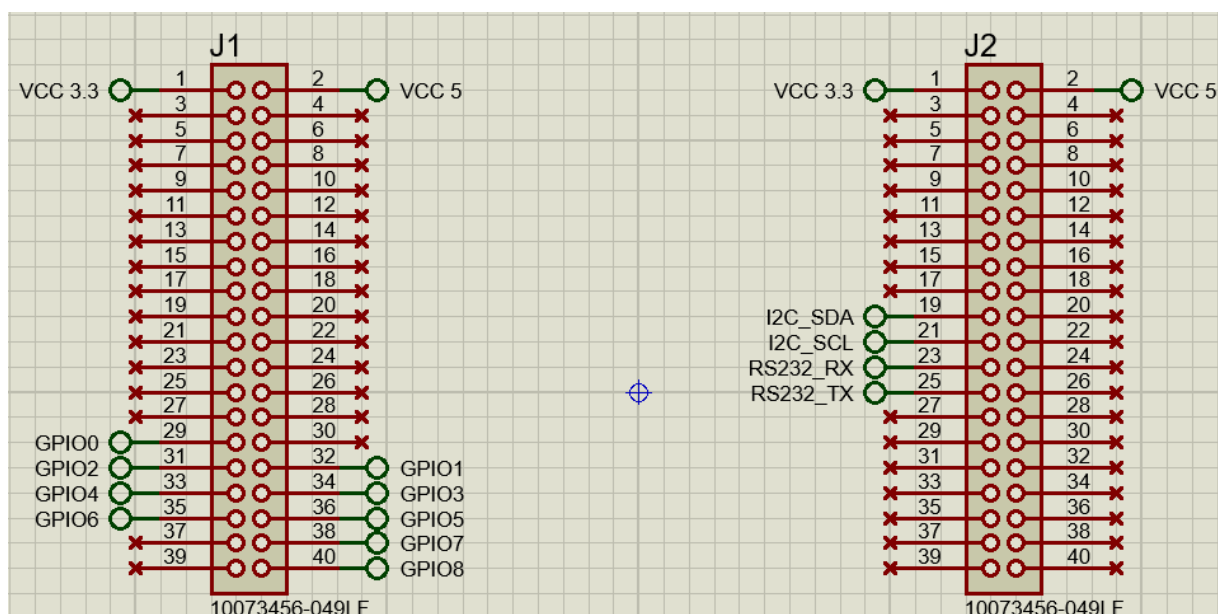 J1 J2
VCC 3.3 1 2 VCC 5 VCC 3.3 1 2 VCC 5
3 4 3 4
5 6 5 6
7 8 7 8
9 10 9 10
11 12 11 12
13 14 13 14
15 16 15 16
17 18 17 18
19 20 I2C_SDA 19 20
21 22 I2C_SCL 21 22
23 24 RS232_RX 23 24
25 26 RS232_TX 25 26
27 28 27 28
GPIO0 29 30 29 30
GPIO2 31 32 GPIO1 31 32
GPIO4 33 34 GPIO3 33 34
GPIO6 35 36 GPIO5 35 36
37 38 GPIO7 37 38
39 40 GPIO8 39 40
10073456-049LF 10073456-049LF